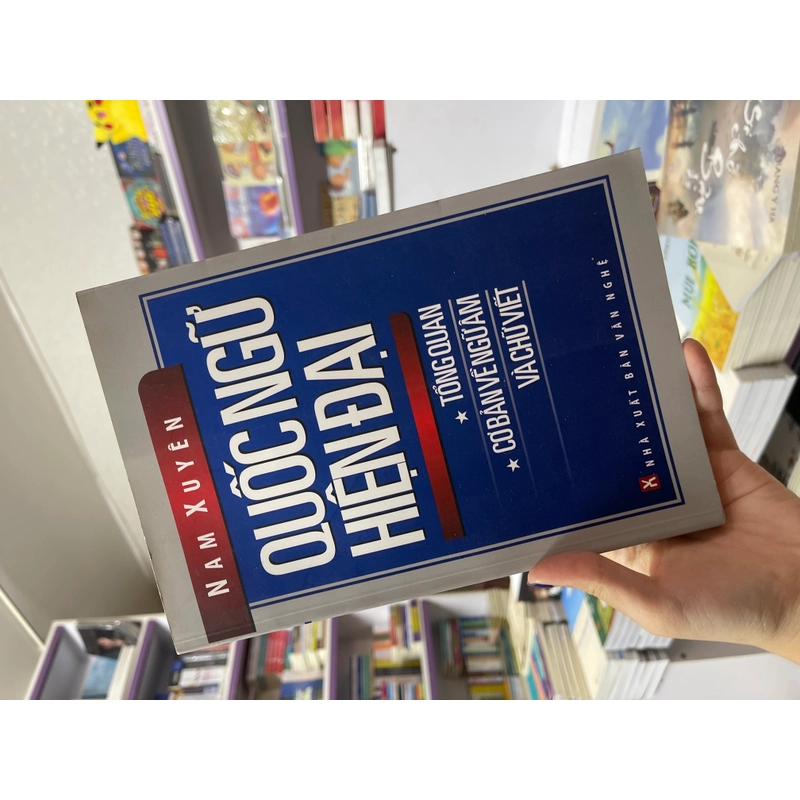 NAM XUYÊN
QUỐC NGỮ
HIỆN ĐẠI
★ TỔNG QUAN
★ CƠ BẢN VỀ NGỮ ÂM
VÀ CHỮ VIẾT
NHÀ XUẤT BẢN VĂN NGHỆ